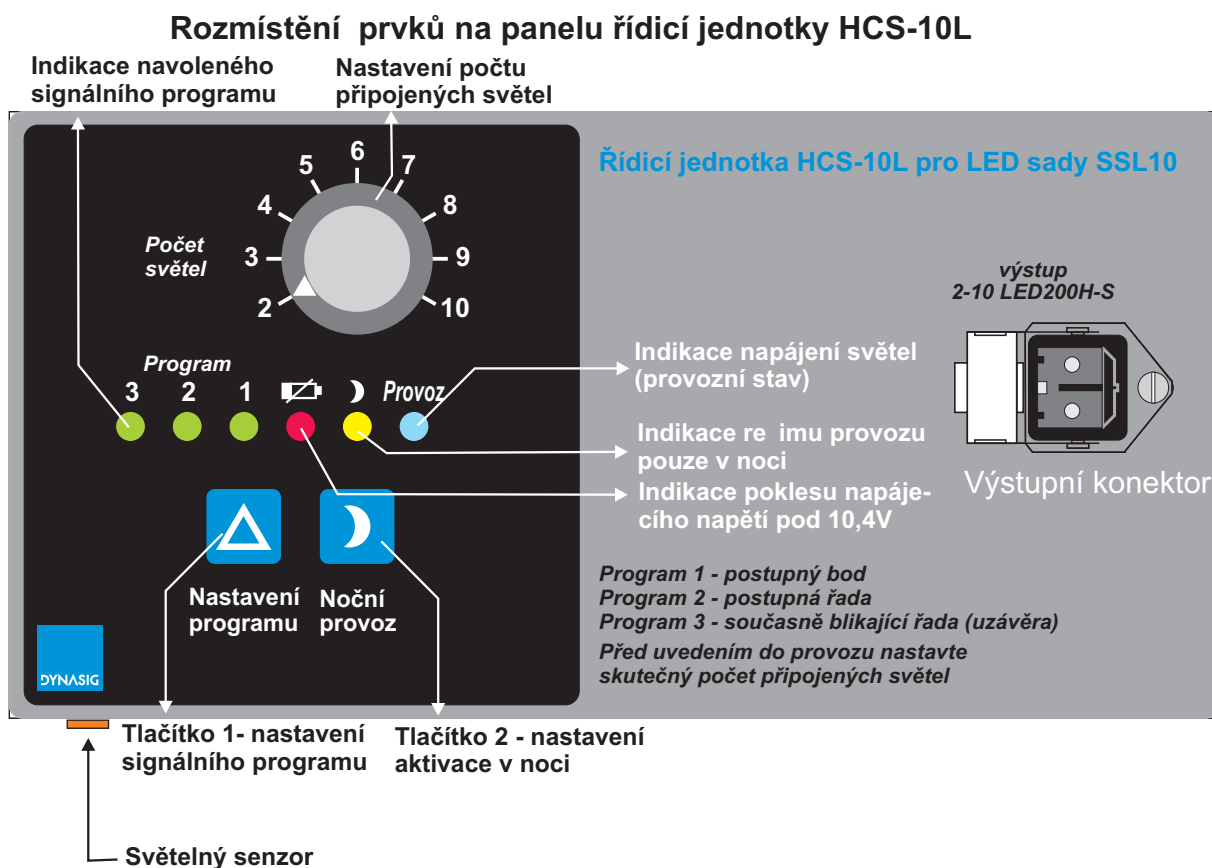 Rozmístění prvků na panelu řídicí jednotky HCS-10L
Indikace navoleného
signálního programu
Nastavení počtu
připojených světel
5
6
7
4
8
Počet
světel
3
9
2
10
Řídicí jednotka HCS-10L pro LED sady SSL10
výstup
2-10 LED200H-S
Výstupní konektor
Program
3
2
1
Provoz
Indikace napájení světel
(provozní stav)
Indikace re imu provozu
pouze v noci
Indikace poklesu napáje-
cího napětí pod 10,4V
Nastavení
programu
Noční
provoz
Program 1 - postupný bod
Program 2 - postupná řada
Program 3 - současně blikající řada (uzávěra)
Před uvedením do provozu nastavte
skutečný počet připojených světel
DYNASIG
Tlačítko 1- nastavení
signálního programu
Tlačítko 2 - nastavení
aktivace v noci
Světelný senzor